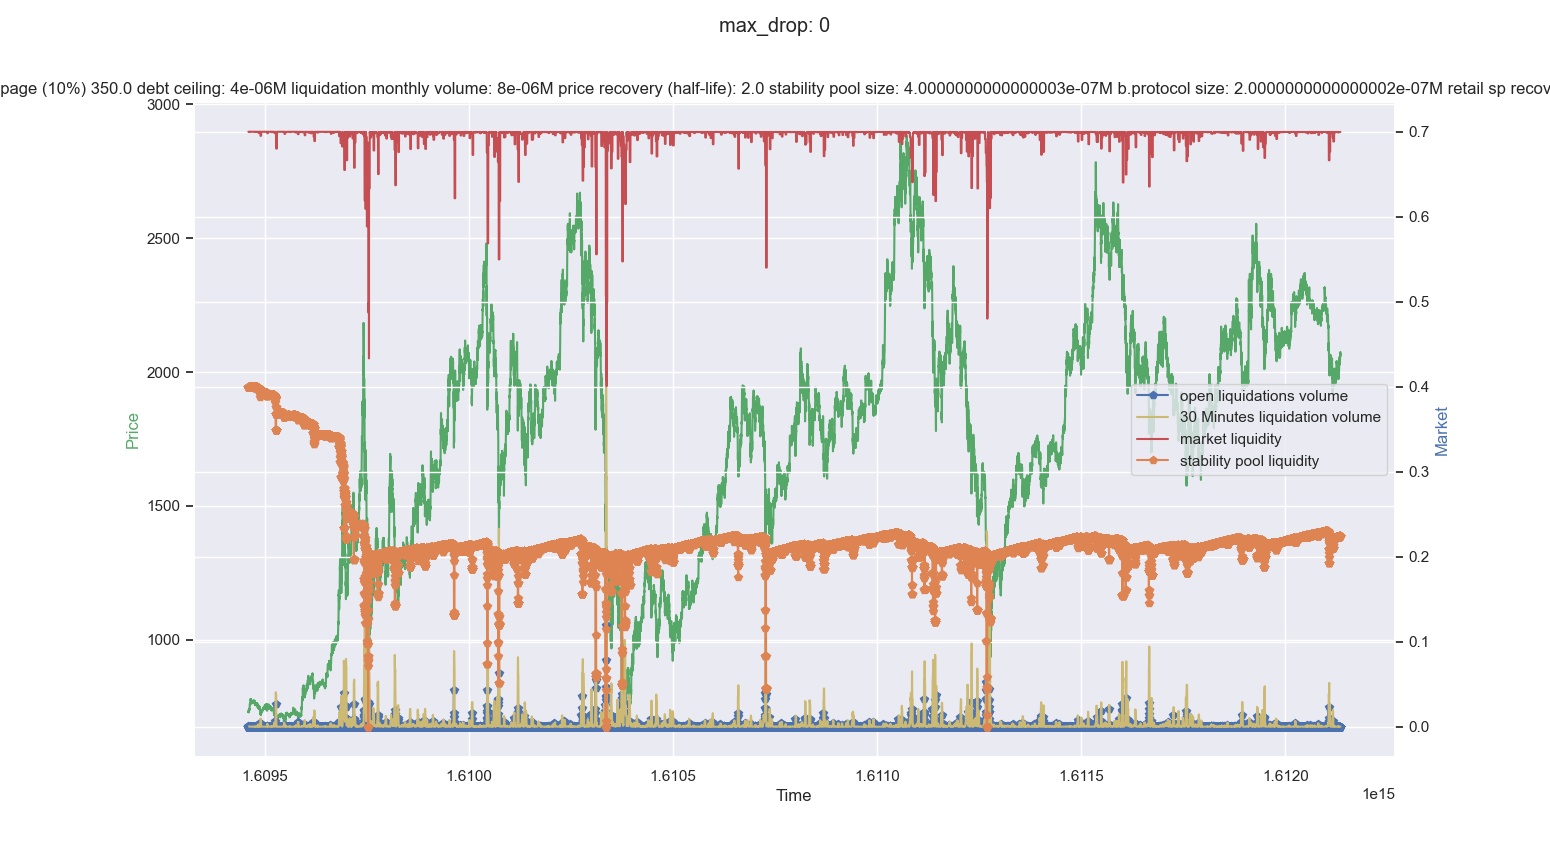 max_drop: 0
page (10%) 350.0 debt ceiling: 4e-06M liquidation monthly volume: 8e-06M price recovery (half-life): 2.0 stability pool size: 4.0000000000000003e-07M b.protocol size: 2.0000000000000002e-07M retail sp recov
3000
2500
2000
1500
1000
Price
0.7
0.6
0.5
0.4
0.3
0.2
0.1
0.0
Market
open liquidations volume
30 Minutes liquidation volume
market liquidity
stability pool liquidity
1.6095 1.6100 1.6105 1.6110 1.6115 1.6120
Time
1e15